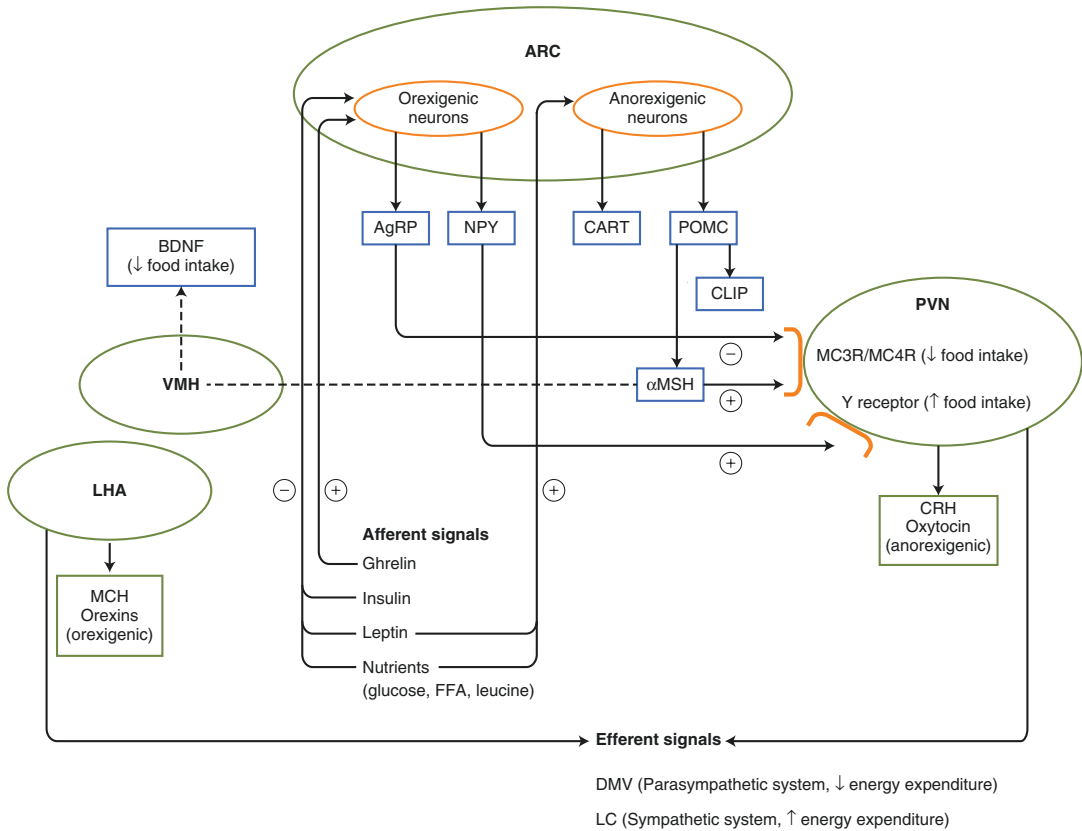 ARC
Orexigenic
neurons
Anorexigenic
neurons
AgRP
NPY
CART
POMC
BDNF
(↓ food intake)
CLIP
PVN
MC3R/MC4R (↓ food intake)
−
VMH
αMSH
+
Y receptor (↑ food intake)
+
LHA
−
+
+
CRH
Oxytocin
(anorexigenic)
Afferent signals
Ghrelin
MCH
Orexins
(orexigenic)
Insulin
Leptin
Nutrients
(glucose, FFA, leucine)
Efferent signals
DMV (Parasympathetic system, ↓ energy expenditure)
LC (Sympathetic system, ↑ energy expenditure)